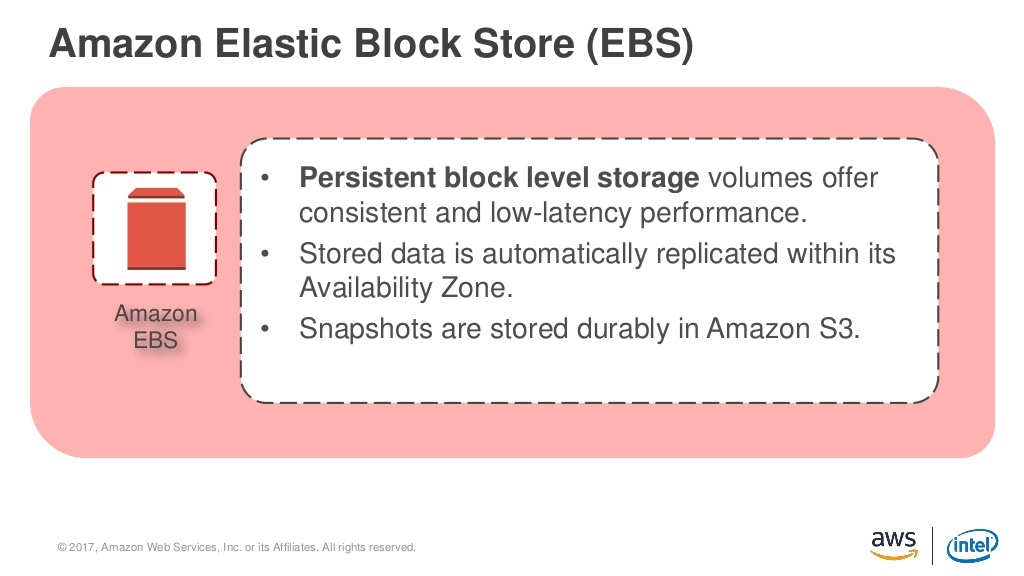 Amazon Elastic Block Store (EBS)
• Persistent block level storage volumes offer
consistent and low-latency performance.
• Stored data is automatically replicated within its
Availability Zone.
• Snapshots are stored durably in Amazon S3.
Amazon
EBS
© 2017, Amazon Web Services, Inc. or its Affiliates. All rights reserved.
aws
intel